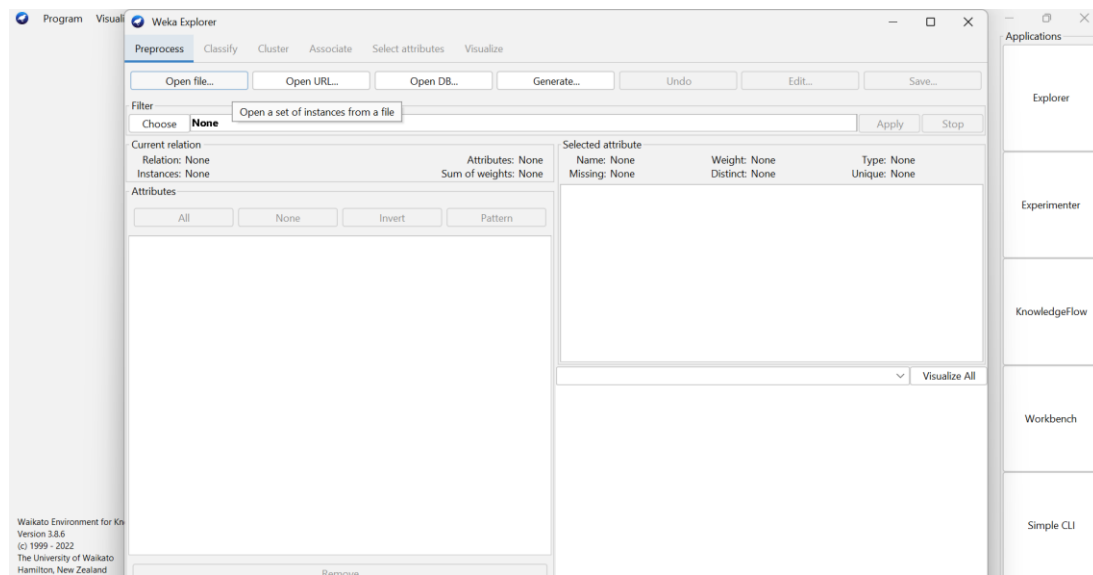 Program Visuali
Weka Explorer
Applications
Preprocess Classify Cluster Associate Select attributes Visualize
Open file... Open URL... Open DB... Generate... Undo Edit... Save...
Explorer
Filter
Open a set of instances from a file
Choose None Apply Stop
Current relation
Relation: None Attributes: None
Instances: None Sum of weights: None
Selected attribute
Name: None Weight: None Type: None
Missing: None Distinct: None Unique: None
Attributes
All None Invert Pattern
Experimenter
KnowledgeFlow
Visualize All
Workbench
Waikato Environment for Kn
Version 3.8.6
(c) 1999 - 2022
The University of Waikato
Hamilton, New Zealand
Simple CLI
Remove